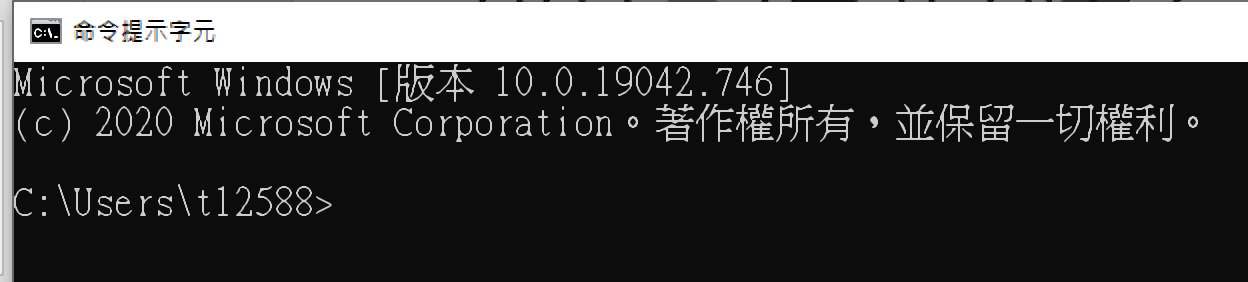 C:\. 命令提示字元
Microsoft Windows [版本 10.0.19042.746]
(c) 2020 Microsoft Corporation。著作權所有，並保留一切權利。
C:\Users\t12588>